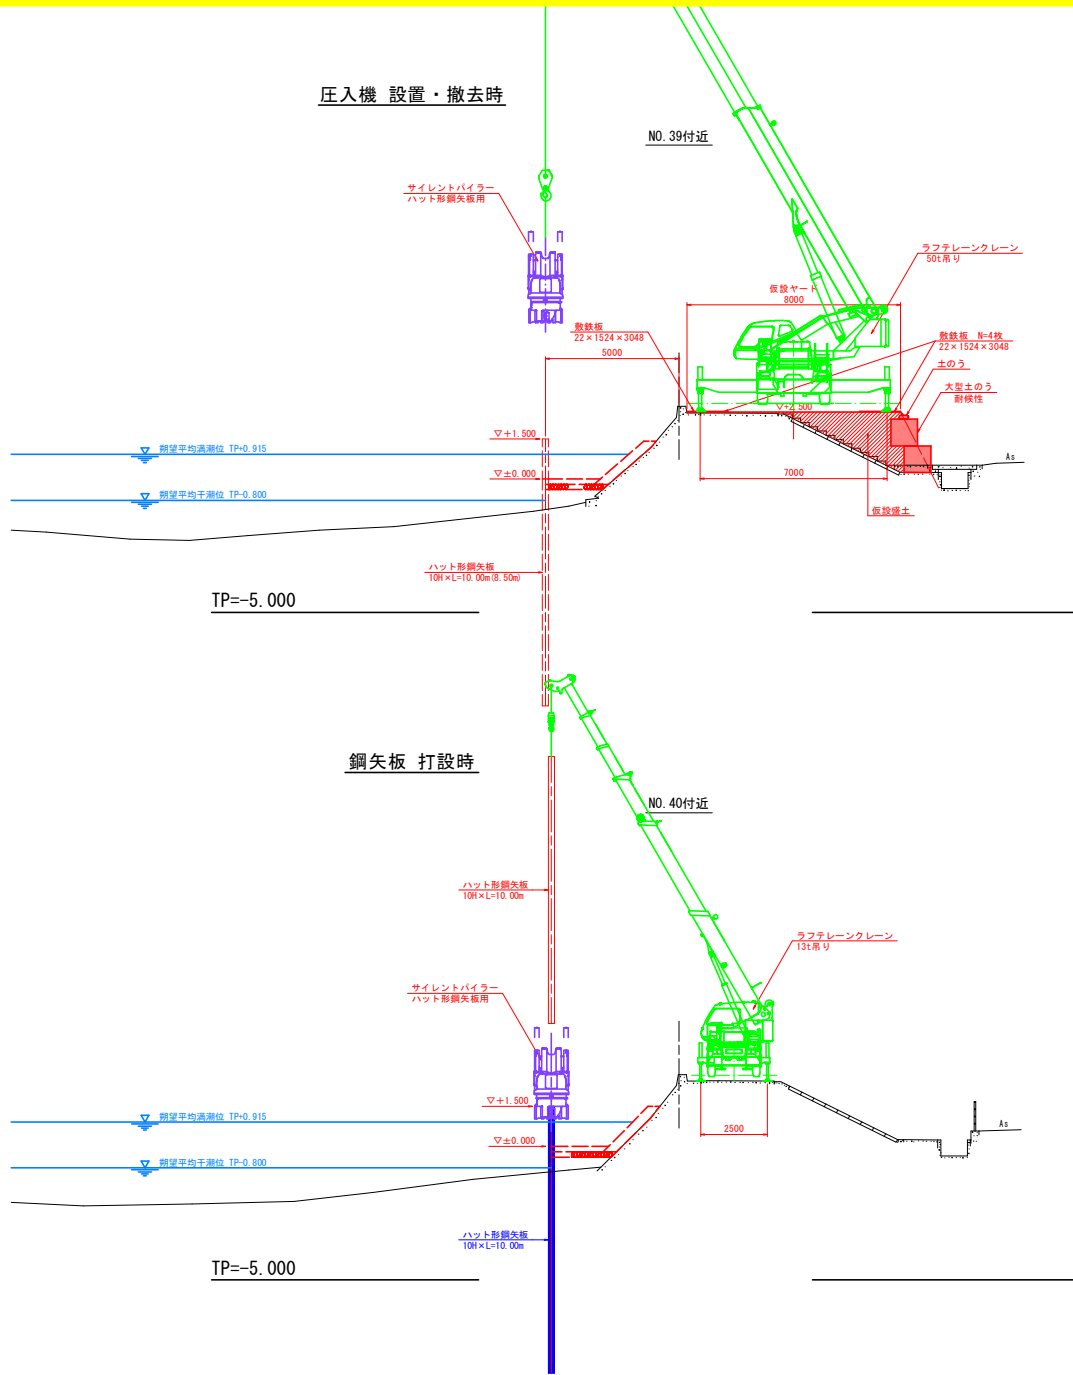 圧入機 設置・撤去時
NO.39付近
サイレントパイラー
ハット形鋼矢板用
ラフテレーンクレーン
50t吊り
仮設ヤード
8000
敷鉄板
22×1524×3048
敷鉄板 N=4枚
22×1524×3048
5000
土のう
大型土のう
耐候性
▽+2.500
▽+1.500
朔望平均満潮位 TP+0.915
As
▽±0.000
7000
朔望平均干潮位 TP-0.800
仮設盛土
ハット形鋼矢板
10H×L=10.00m(8.50m)
TP=-5.000
鋼矢板 打設時
NO.40付近
ハット形鋼矢板
10H×L=10.00m
ラフテレーンクレーン
13t吊り
サイレントパイラー
ハット形鋼矢板用
▽+1.500
朔望平均満潮位 TP+0.915
As
2500
▽±0.000
朔望平均干潮位 TP-0.800
ハット形鋼矢板
10H×L=10.00m
TP=-5.000